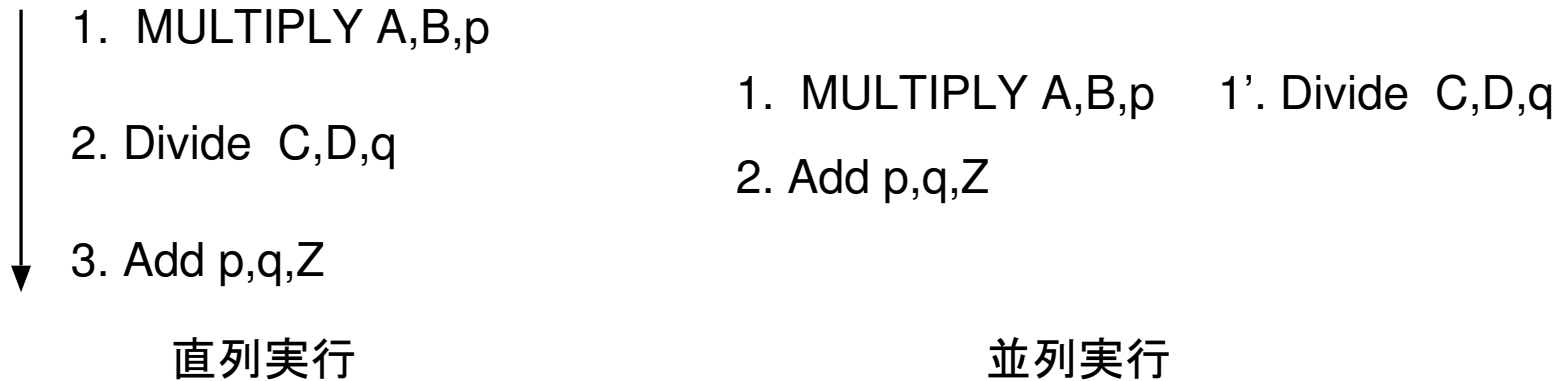 1. MULTIPLY A,B,p
2. Divide C,D,q
3. Add p,q,Z
直列実行
1. MULTIPLY A,B,p 1’. Divide C,D,q
2. Add p,q,Z
並列実行